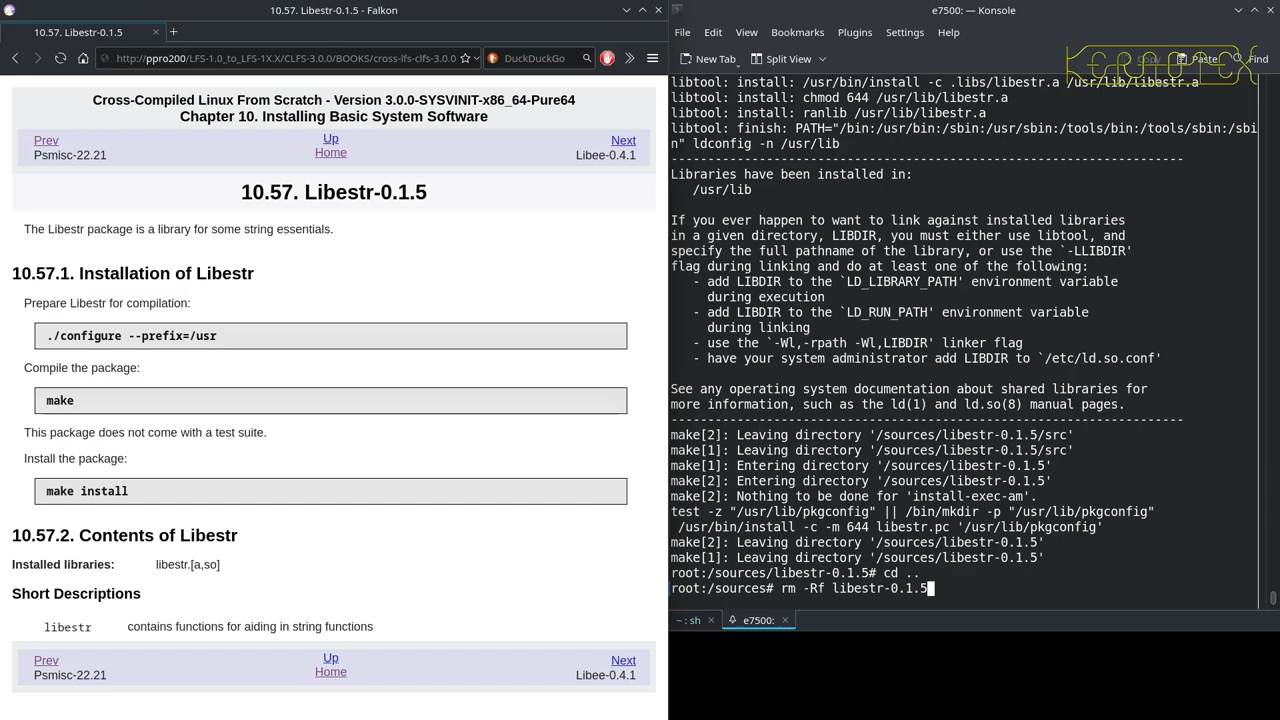 10.57. Libestr-0.1.5 - Falkon
10.57. Libestr-0.1.5
http://ppro200/LFS-1.0_to_LFS-1X.X/CLFS-3.0.0/BOOKS/cross-lfs-clfs-3.0.0
DuckDuckGo
Cross-Compiled Linux From Scratch - Version 3.0.0-SYSVINIT-x86_64-Pure64
Chapter 10. Installing Basic System Software
Prev
Up
Next
Psmisc-22.21
Home
Libee-0.4.1
10.57. Libestr-0.1.5
The Libestr package is a library for some string essentials.
10.57.1. Installation of Libestr
Prepare Libestr for compilation:
./configure --prefix=/usr
Compile the package:
make
This package does not come with a test suite.
Install the package:
make install
10.57.2. Contents of Libestr
Installed libraries: libestr.[a,so]
Short Descriptions
libestr contains functions for aiding in string functions
Prev
Up
Next
Psmisc-22.21
Home
Libee-0.4.1
e7500: — Konsole
File Edit View Bookmarks Plugins Settings Help
New Tab Split View Copy Paste Find
libtool: install: /usr/bin/install -c .libs/libestr.a /usr/lib/libestr.a
libtool: install: chmod 644 /usr/lib/libestr.a
libtool: install: ranlib /usr/lib/libestr.a
libtool: finish: PATH="/bin:/usr/bin:/sbin:/usr/sbin:/tools/bin:/tools/sbin:/sbi
n" ldconfig -n /usr/lib
----------------------------------------------------------------------
Libraries have been installed in:
/usr/lib
If you ever happen to want to link against installed libraries
in a given directory, LIBDIR, you must either use libtool, and
specify the full pathname of the library, or use the `-LLIBDIR'
flag during linking and do at least one of the following:
- add LIBDIR to the `LD_LIBRARY_PATH' environment variable
during execution
- add LIBDIR to the `LD_RUN_PATH' environment variable
during linking
- use the `-Wl,-rpath -Wl,LIBDIR' linker flag
- have your system administrator add LIBDIR to `/etc/ld.so.conf'
See any operating system documentation about shared libraries for
more information, such as the ld(1) and ld.so(8) manual pages.
----------------------------------------------------------------------
make[2]: Leaving directory '/sources/libestr-0.1.5/src'
make[1]: Leaving directory '/sources/libestr-0.1.5/src'
make[1]: Entering directory '/sources/libestr-0.1.5'
make[2]: Entering directory '/sources/libestr-0.1.5'
make[2]: Nothing to be done for 'install-exec-am'.
test -z "/usr/lib/pkgconfig" || /bin/mkdir -p "/usr/lib/pkgconfig"
/usr/bin/install -c -m 644 libestr.pc '/usr/lib/pkgconfig'
make[2]: Leaving directory '/sources/libestr-0.1.5'
make[1]: Leaving directory '/sources/libestr-0.1.5'
root:/sources/libestr-0.1.5# cd ..
root:/sources# rm -Rf libestr-0.1.5
~ : sh
e7500: